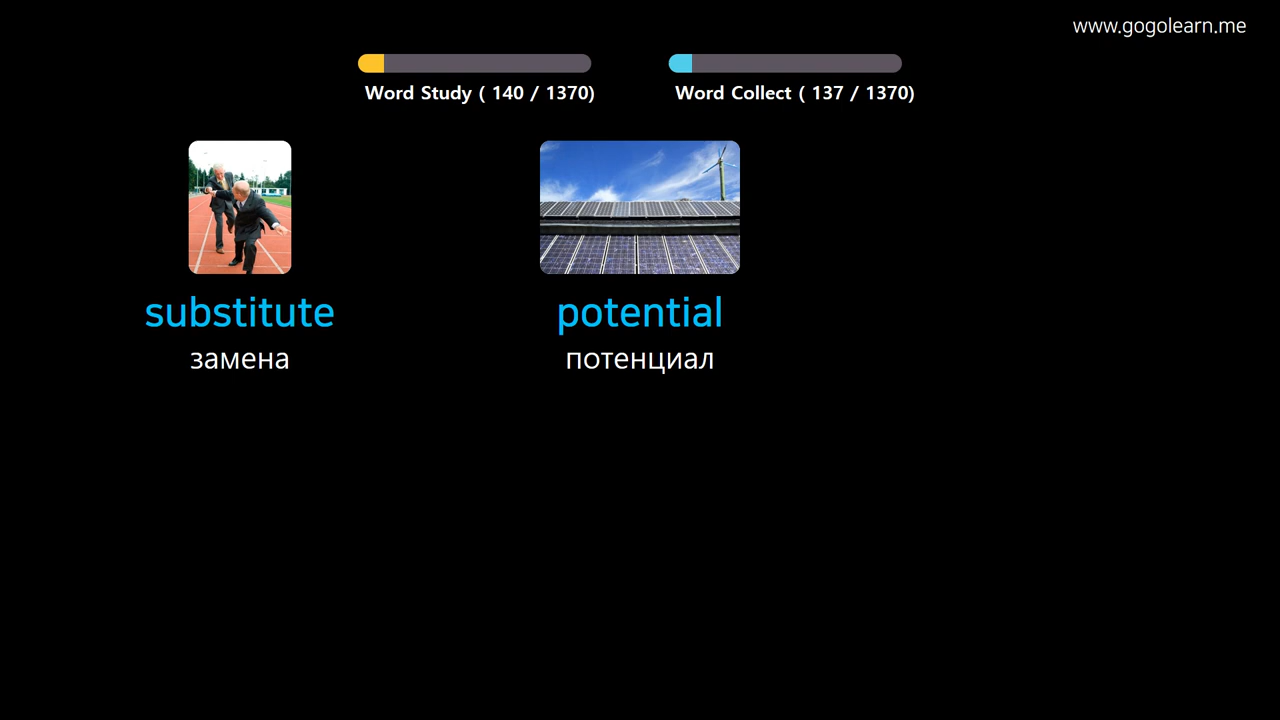 www.gogolearn.me
Word Study ( 140 / 1370)
Word Collect ( 137 / 1370)
substitute
замена
potential
потенциал